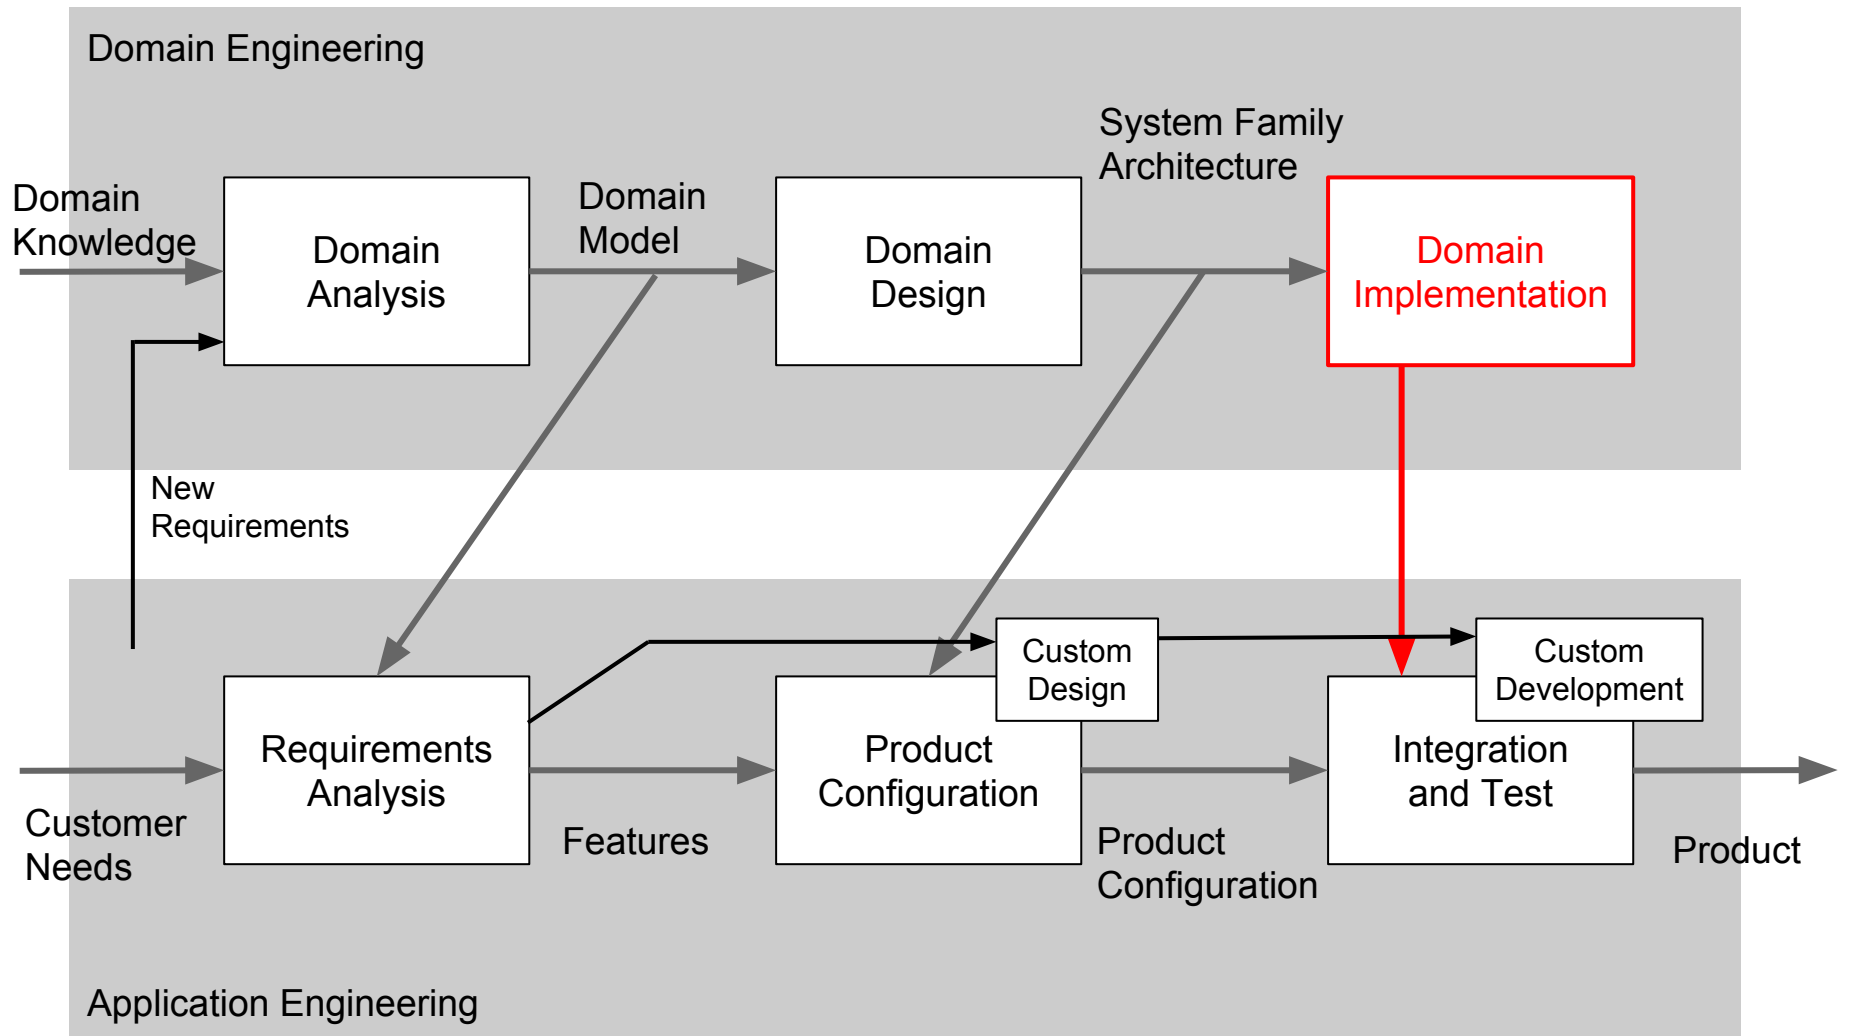 Domain Engineering
System Family
Architecture
Domain
Knowledge
Domain
Analysis
Domain
Model
Domain
Design
Domain
Implementation
New
Requirements
Custom
Design
Custom
Development
Requirements
Analysis
Product
Configuration
Integration
and Test
Customer
Needs
Features
Product
Configuration
Product
Application Engineering